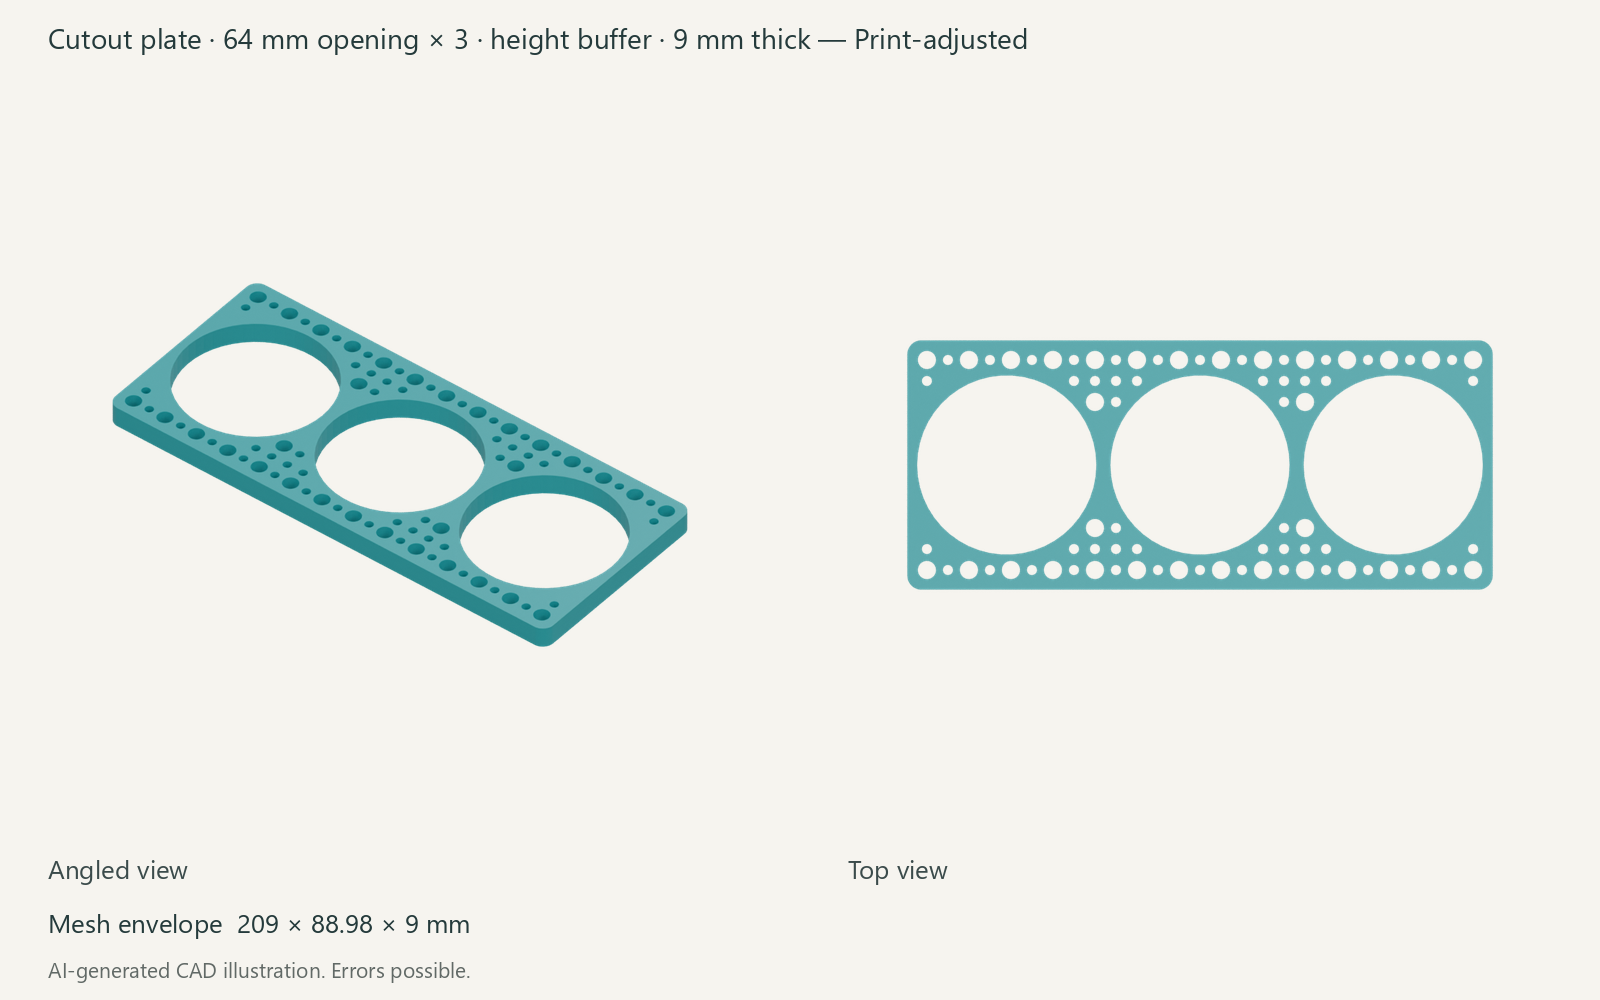 Cutout plate · 64 mm opening × 3 · height buffer · 9 mm thick — Print-adjusted
Angled view
Top view
Mesh envelope  209 × 88.98 × 9 mm
AI-generated CAD illustration. Errors possible.